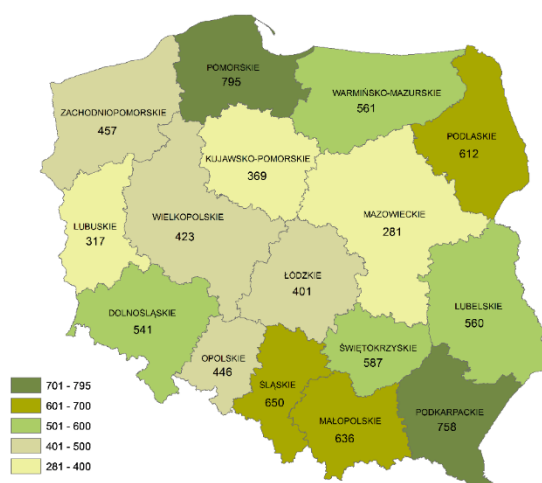 POMORSKIE
795
WARMIŃSKO-MAZURSKIE
561
ZACHODNIOPOMORSKIE
457
PODLASKIE
612
KUJAWSKO-POMORSKIE
369
MAZOWIECKIE
281
WIELKOPOLSKIE
423
LUBUSKIE
317
ŁÓDZKIE
401
LUBELSKIE
560
DOLNOŚLĄSKIE
541
ŚWIĘTOKRZYSKIE
587
OPOLSKIE
446
ŚLĄSKIE
650
MAŁOPOLSKIE
636
PODKARPACKIE
758
701 - 795
601 - 700
501 - 600
401 - 500
281 - 400